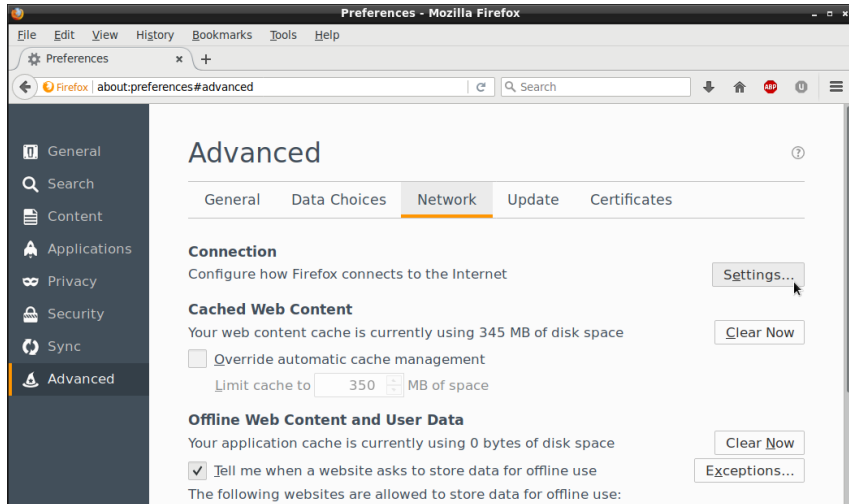 Preferences - Mozilla Firefox
File Edit View History Bookmarks Tools Help
Preferences
Firefox about:preferences#advanced Search ABP U
General
Search
Content
Applications
Privacy
Security
Sync
Advanced
Advanced
General Data Choices Network Update Certificates
Connection
Configure how Firefox connects to the Internet Settings...
Cached Web Content
Your web content cache is currently using 345 MB of disk space Clear Now
Override automatic cache management
Limit cache to 350 MB of space
Offline Web Content and User Data
Your application cache is currently using 0 bytes of disk space Clear Now
Tell me when a website asks to store data for offline use Exceptions...
The following websites are allowed to store data for offline use: